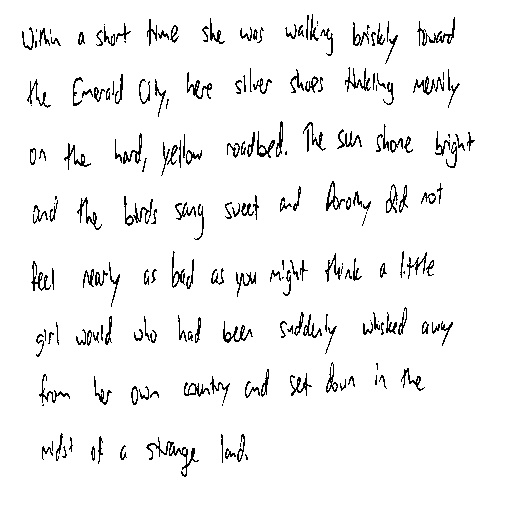 Within a short time she was walking briskly toward
the Emerald City, here silver shoes tinkling merrily
on the hard, yellow roadbed. The sun shone bright
and the birds sang sweet and Dorothy did not
feel nearly as bad as you might think a little
girl would who had been suddenly whisked away
from her own country and set down in the
midst of a strange land.